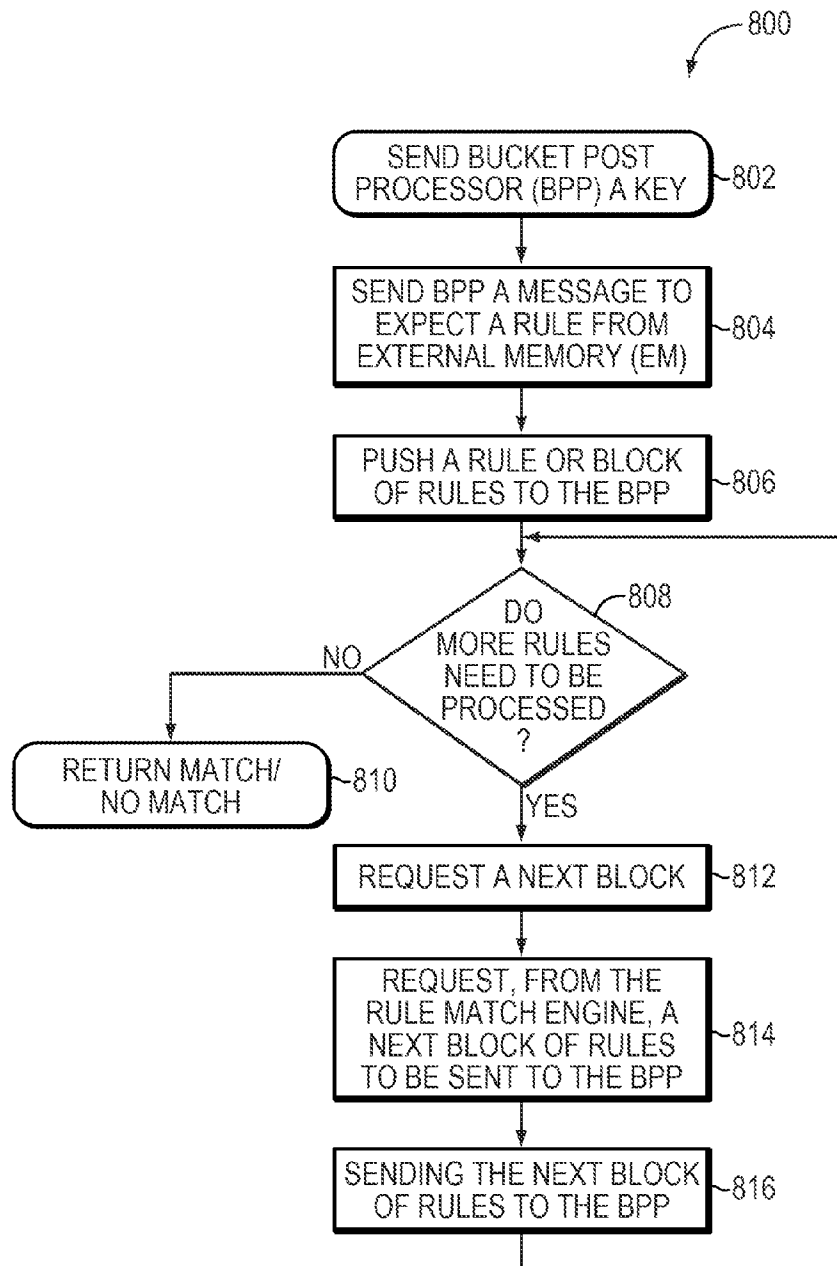 800
SEND BUCKET POST
PROCESSOR (BPP) A KEY
802
SEND BPP A MESSAGE TO
EXPECT A RULE FROM
EXTERNAL MEMORY (EM)
804
PUSH A RULE OR BLOCK
OF RULES TO THE BPP
806
DO
MORE RULES
NEED TO BE
PROCESSED
?
808
NO
RETURN MATCH/
NO MATCH
810
YES
REQUEST A NEXT BLOCK
812
REQUEST, FROM THE
RULE MATCH ENGINE, A
NEXT BLOCK OF RULES
TO BE SENT TO THE BPP
814
SENDING THE NEXT BLOCK
OF RULES TO THE BPP
816